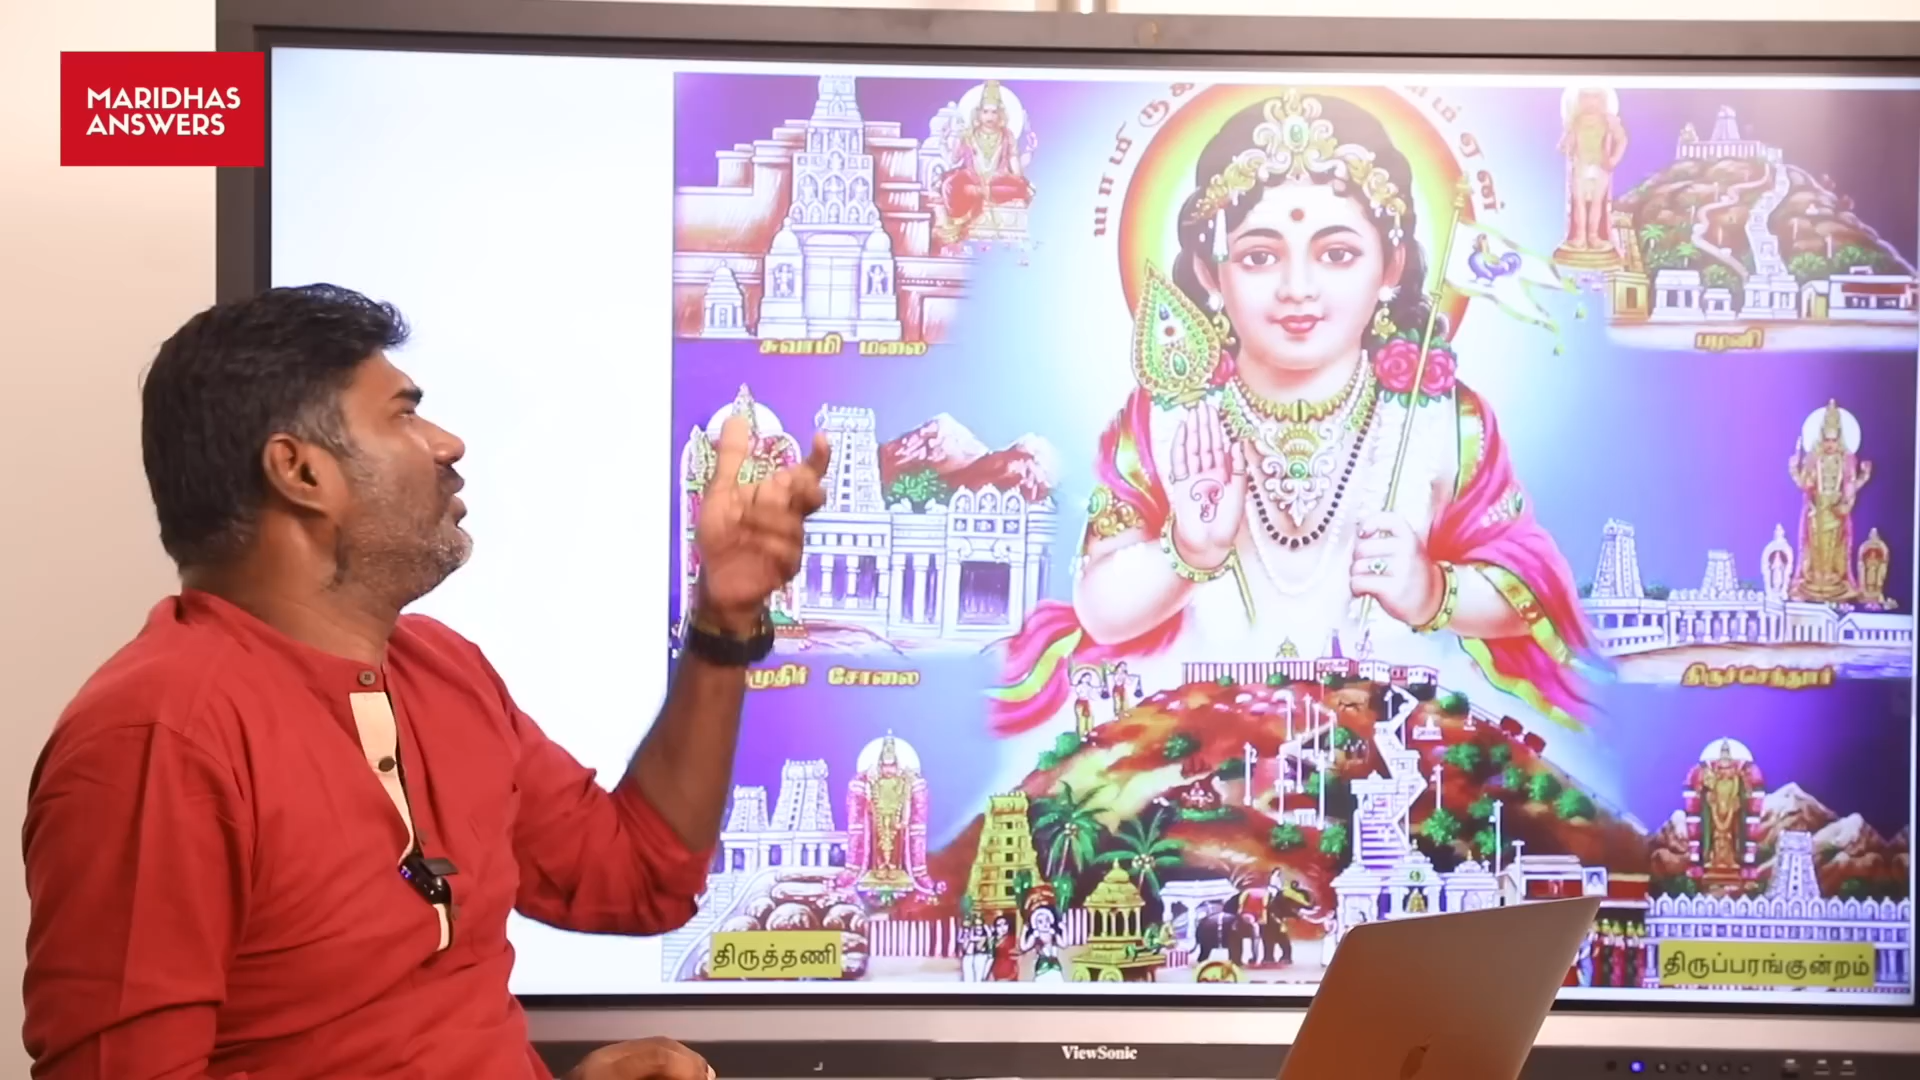 MARIDHAS
ANSWERS
யாமிருக்
சுவாமி மலை
பழனி
முதிர் சோலை
திருச்செந்தூர்
திருத்தணி
திருப்பரங்குன்றம்
ViewSonic